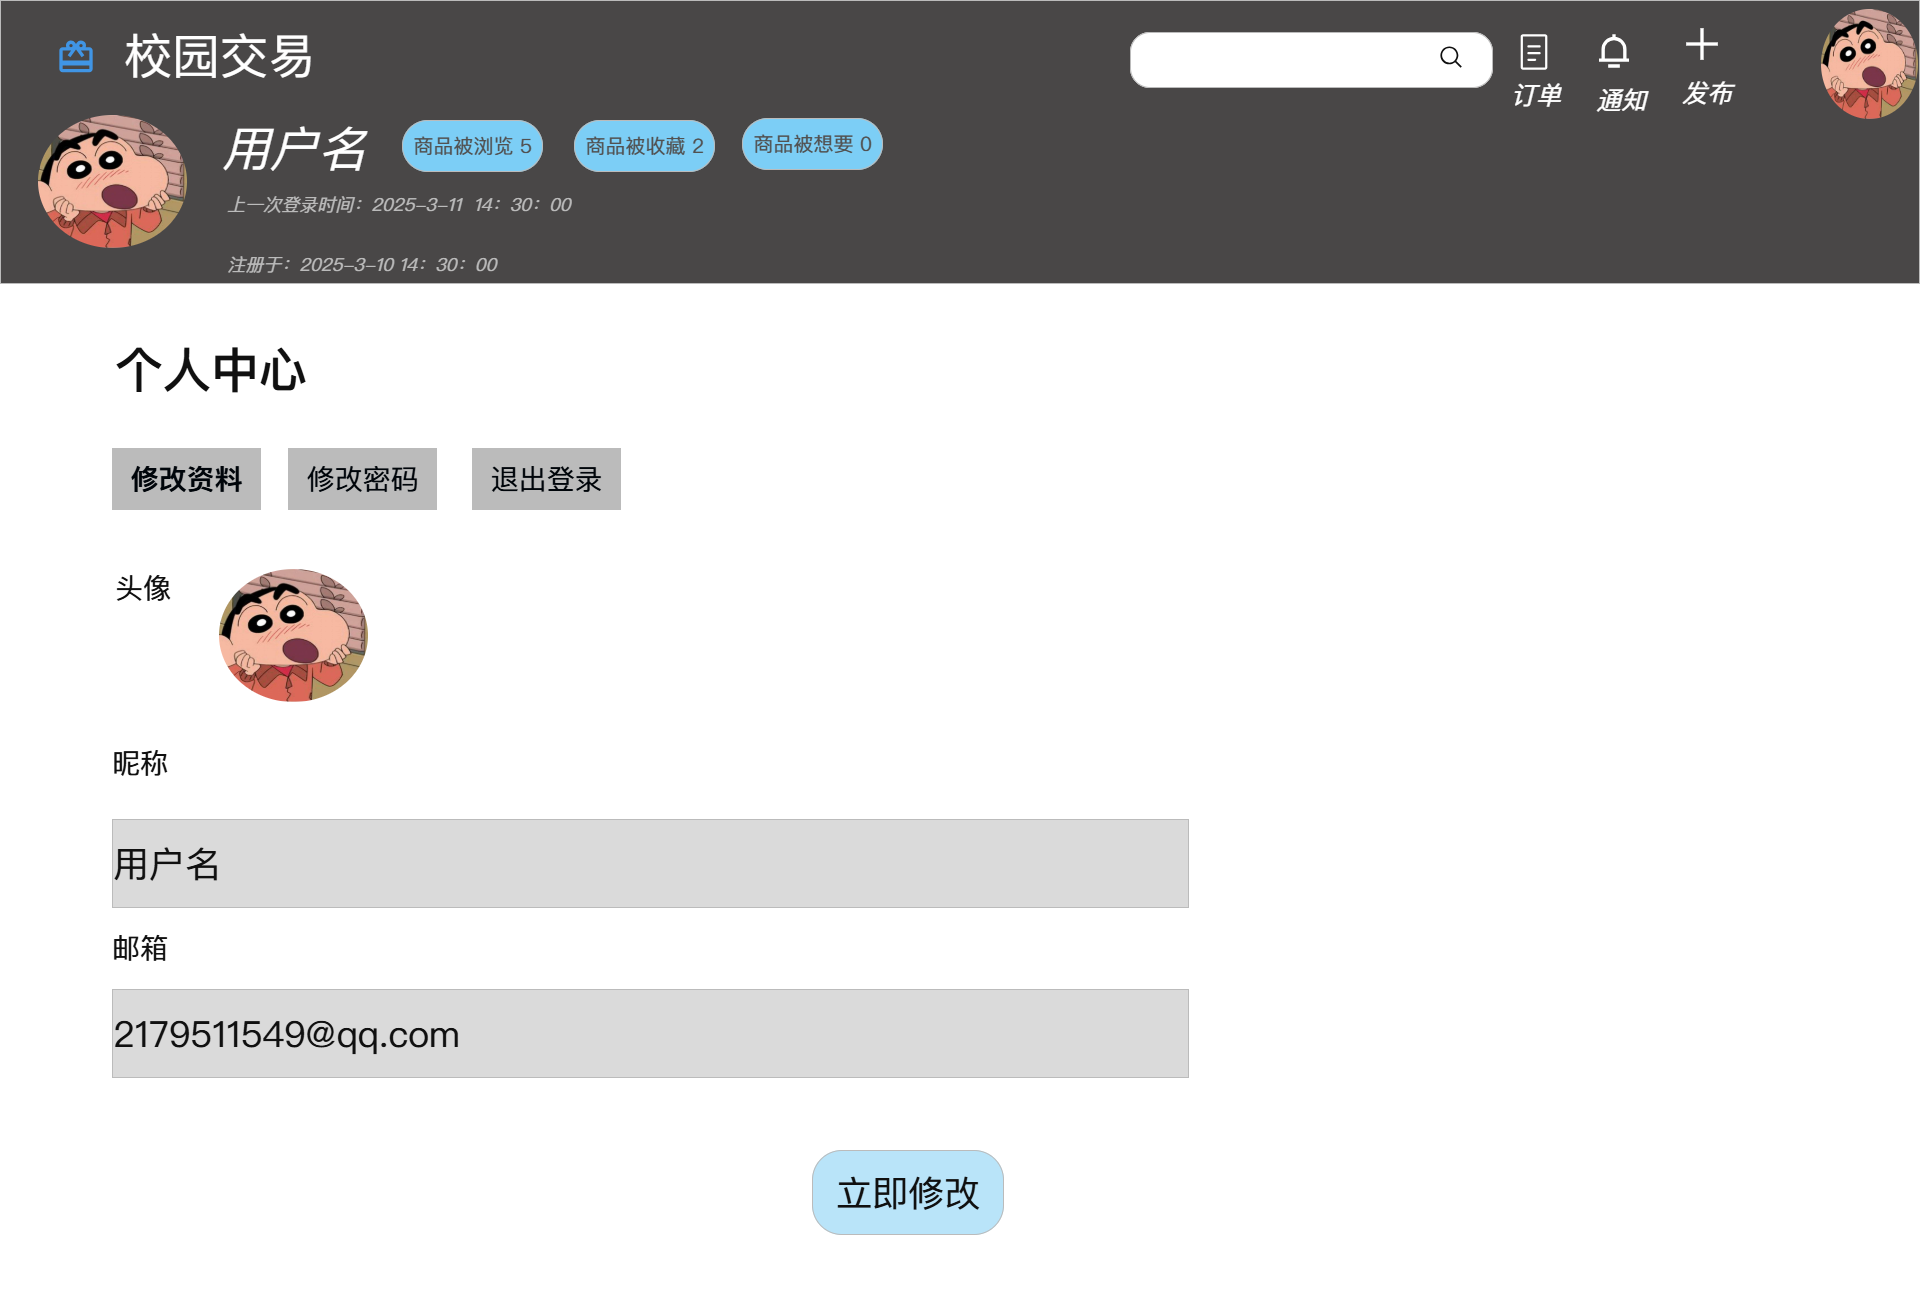 校园交易
订单
通知
发布
用户名
商品被浏览 5
商品被收藏 2
商品被想要 0
上一次登录时间：2025-3-11 14：30：00
注册于：2025-3-10 14：30：00
个人中心
修改资料
修改密码
退出登录
头像
昵称
用户名
邮箱
2179511549@qq.com
立即修改